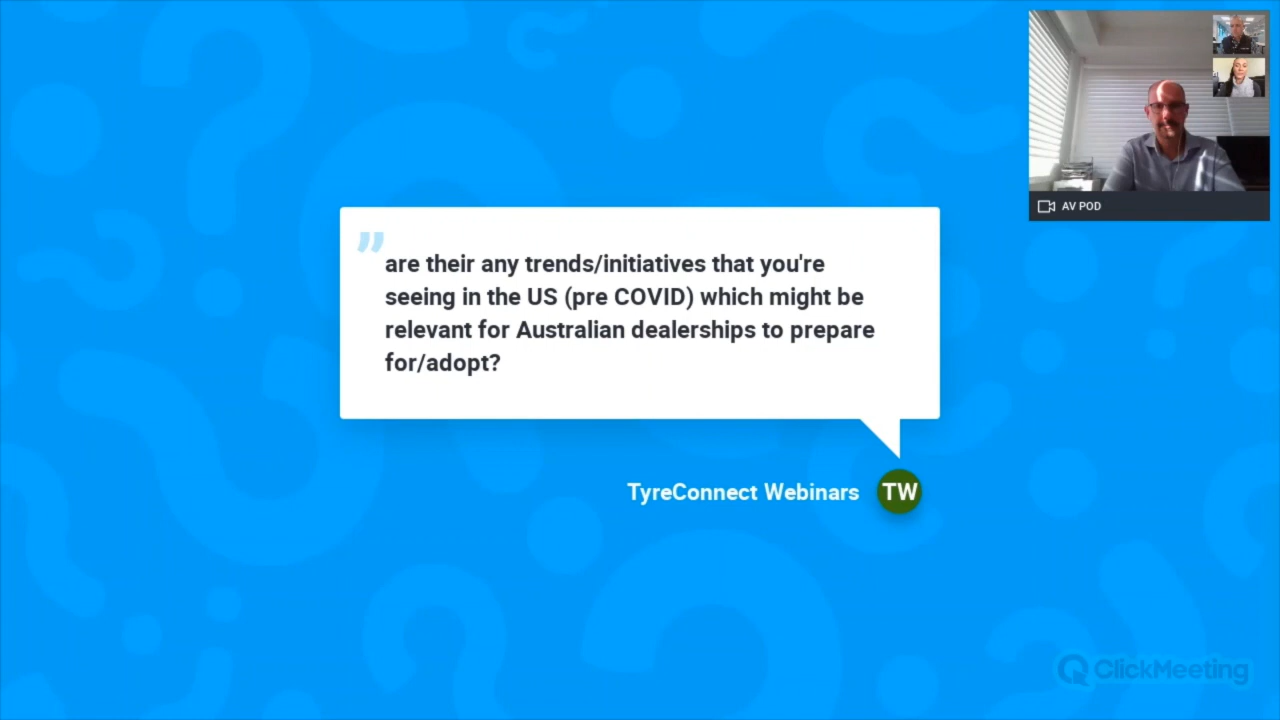 AV POD
are their any trends/initiatives that you're
seeing in the US (pre COVID) which might be
relevant for Australian dealerships to prepare
for/adopt?
TyreConnect Webinars
TW
ClickMeeting